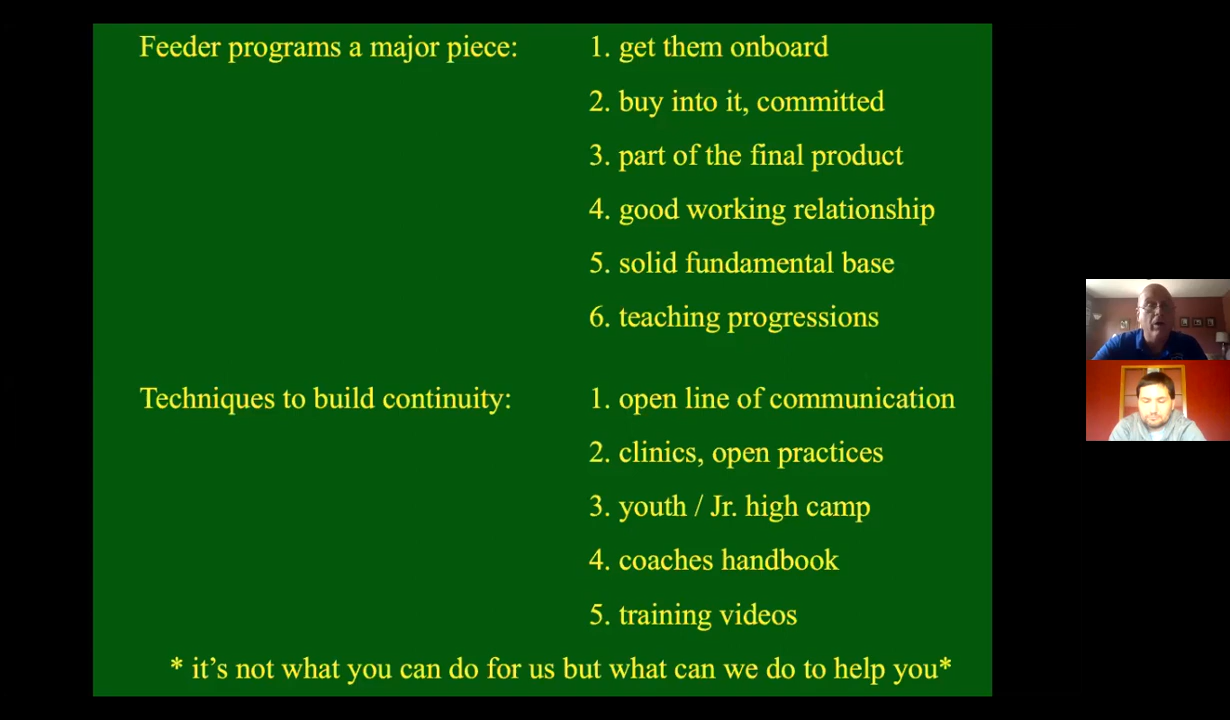 Feeder programs a major piece: 1. get them onboard
2. buy into it, committed
3. part of the final product
4. good working relationship
5. solid fundamental base
6. teaching progressions
Techniques to build continuity: 1. open line of communication
2. clinics, open practices
3. youth / Jr. high camp
4. coaches handbook
5. training videos
* it’s not what you can do for us but what can we do to help you*